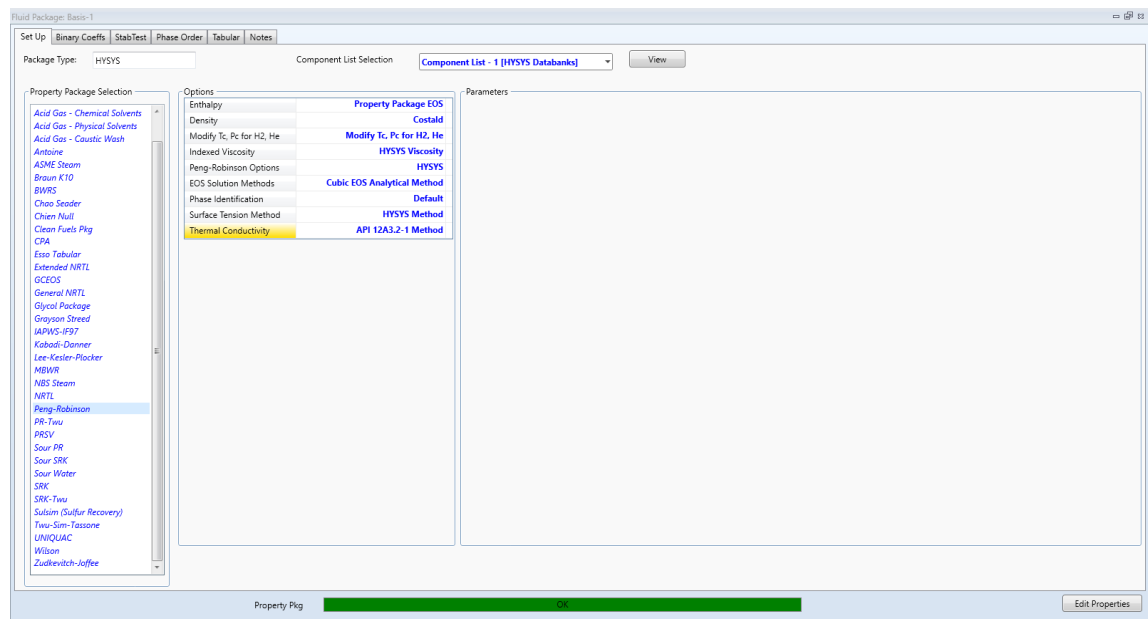 Fluid Package: Basis-1
Set Up Binary Coeffs StabTest Phase Order Tabular Notes
Package Type: HYSYS Component List Selection Component List - 1 [HYSYS Databanks] View
Property Package Selection
Acid Gas - Chemical Solvents
Acid Gas - Physical Solvents
Acid Gas - Caustic Wash
Antoine
ASME Steam
Braun K10
BWRS
Chao Seader
Chien Null
Clean Fuels Pkg
CPA
Esso Tabular
Extended NRTL
GCEOS
General NRTL
Glycol Package
Grayson Streed
IAPWS-IF97
Kabadi-Danner
Lee-Kesler-Plocker
MBWR
NBS Steam
NRTL
Peng-Robinson
PR-Twu
PRSV
Sour PR
Sour SRK
Sour Water
SRK
SRK-Twu
Sulsim (Sulfur Recovery)
Twu-Sim-Tassone
UNIQUAC
Wilson
Zudkevitch-Joffee
Options
Enthalpy Property Package EOS
Density Costald
Modify Tc, Pc for H2, He Modify Tc, Pc for H2, He
Indexed Viscosity HYSYS Viscosity
Peng-Robinson Options HYSYS
EOS Solution Methods Cubic EOS Analytical Method
Phase Identification Default
Surface Tension Method HYSYS Method
Thermal Conductivity API 12A3.2-1 Method
Parameters
Property Pkg OK Edit Properties